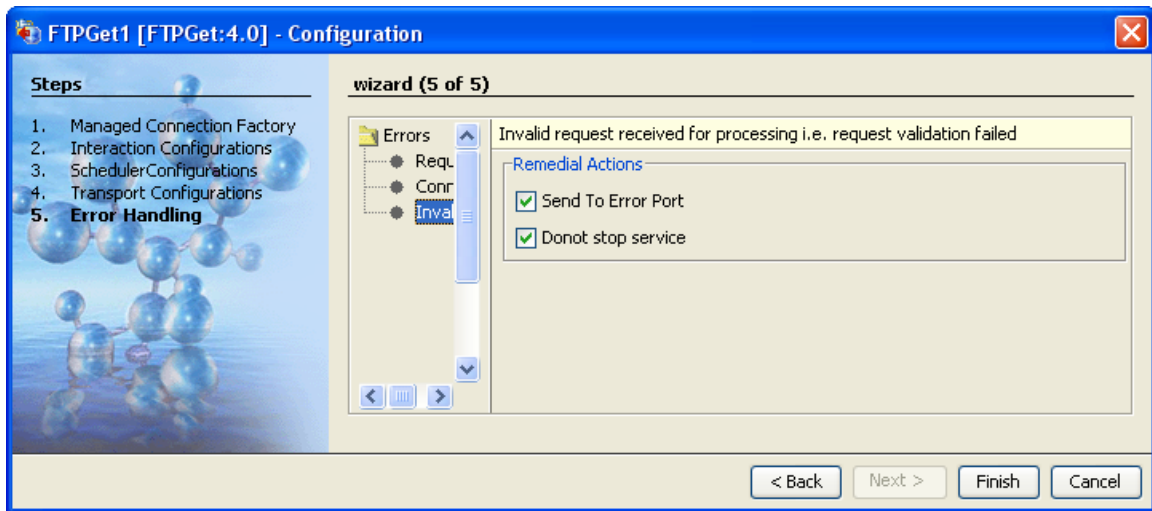 FTPGet1 [FTPGet:4.0] - Configuration
Steps
1. Managed Connection Factory
2. Interaction Configurations
3. SchedulerConfigurations
4. Transport Configurations
5. Error Handling
wizard (5 of 5)
Errors
Requ
Conn
Inval
Invalid request received for processing i.e. request validation failed
Remedial Actions
Send To Error Port
Donot stop service
< Back
Next >
Finish
Cancel